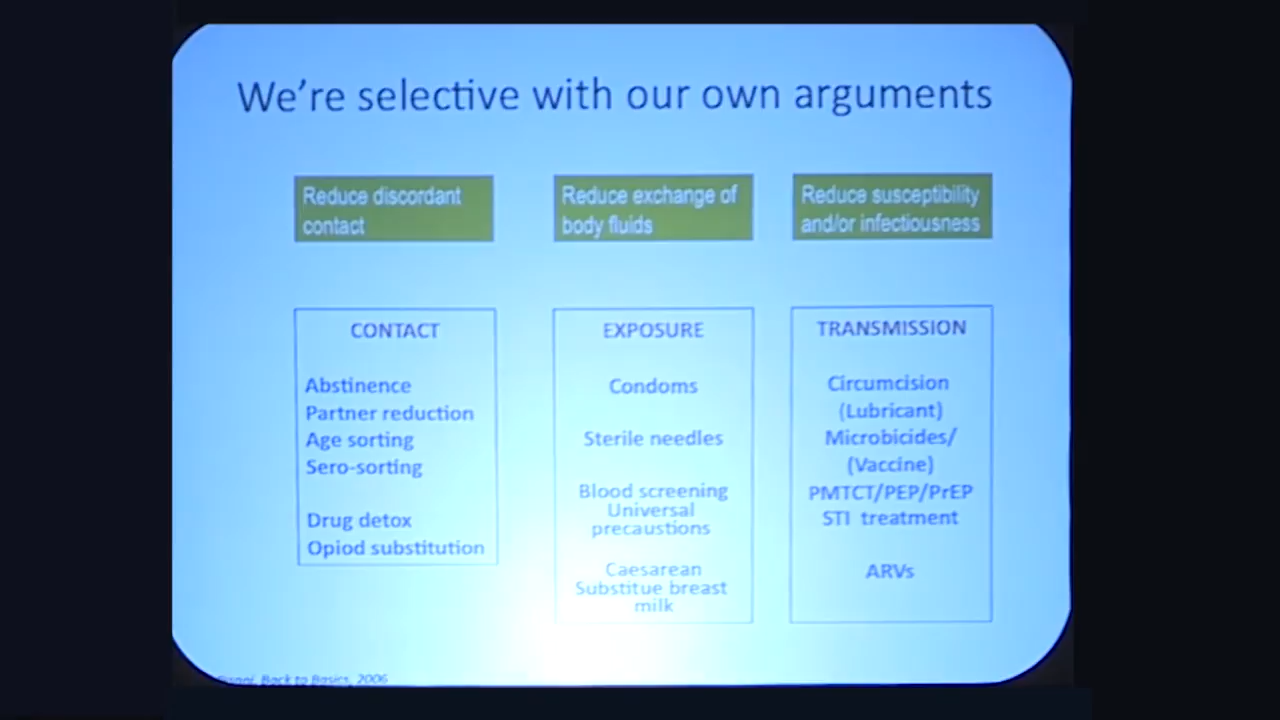 We're selective with our own arguments
Reduce discordant
contact
Reduce exchange of
body fluids
Reduce susceptibility
and/or infectiousness
CONTACT
Abstinence
Partner reduction
Age sorting
Sero-sorting
Drug detox
Opiod substitution
EXPOSURE
Condoms
Sterile needles
Blood screening
Universal
precaustions
Caesarean
Substitue breast
milk
TRANSMISSION
Circumcision
(Lubricant)
Microbicides/
(Vaccine)
PMTCT/PEP/PrEP
STI treatment
ARVs
Back to Basics, 2006